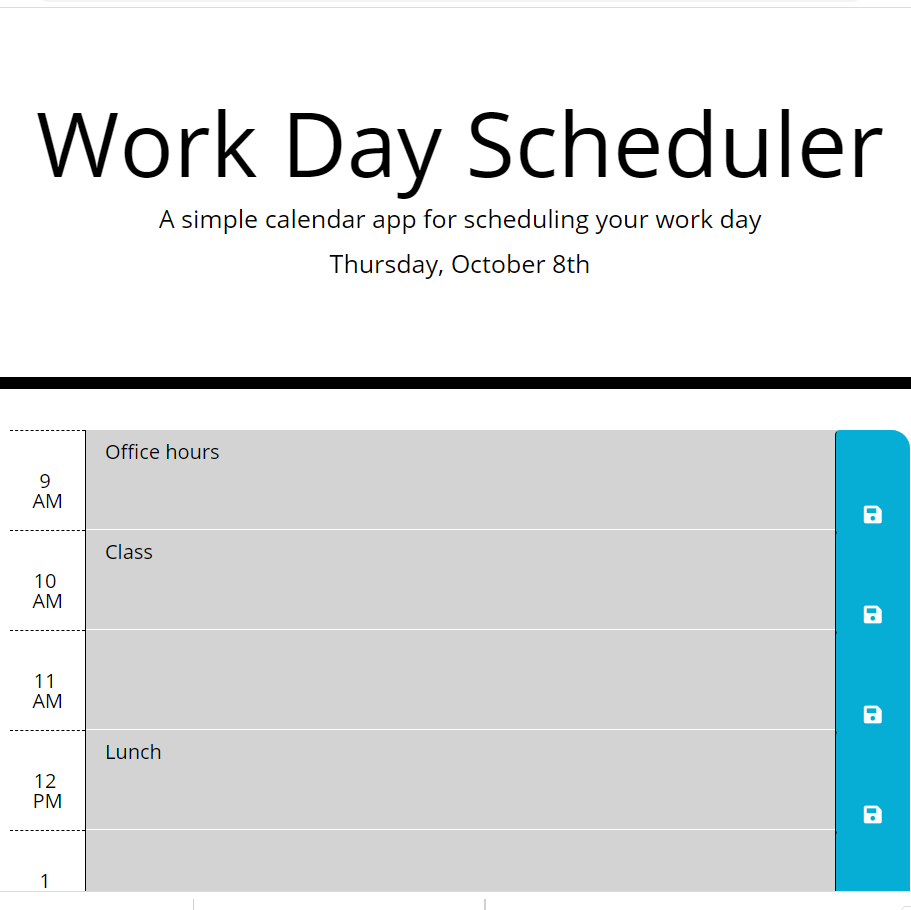 Work Day Scheduler
A simple calendar app for scheduling your work day
Thursday, October 8th
Office hours
9
AM
Class
10
AM
11
AM
Lunch
12
PM
1